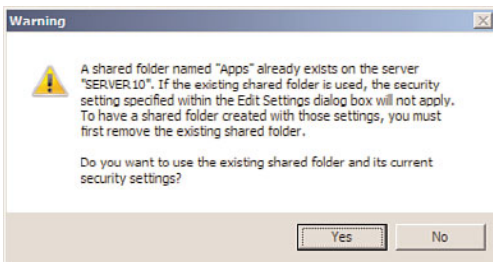 Warning
A shared folder named "Apps" already exists on the server
"SERVER10". If the existing shared folder is used, the security
setting specified within the Edit Settings dialog box will not apply.
To have a shared folder created with those settings, you must
first remove the existing shared folder.
Do you want to use the existing shared folder and its current
security settings?
Yes
No